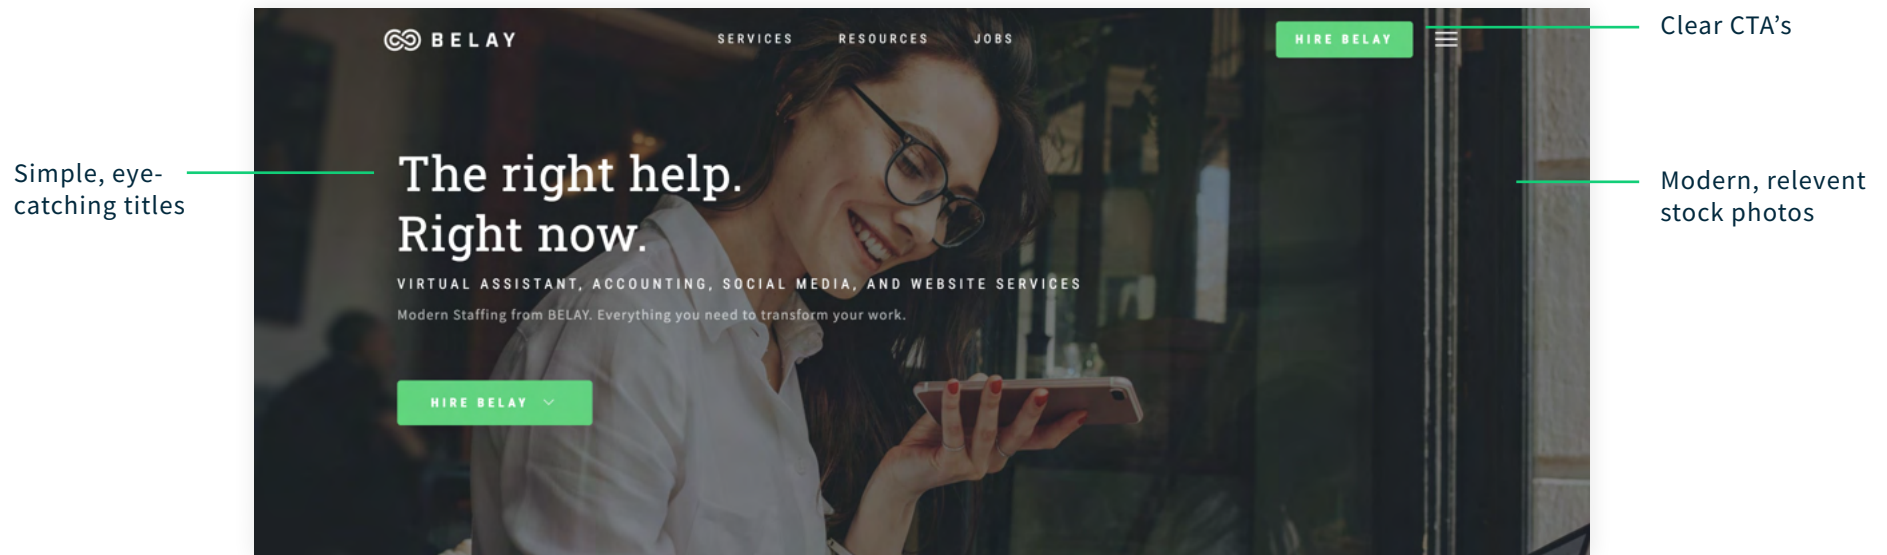 BELAY
SERVICES RESOURCES JOBS
HIRE BELAY
Clear CTA's
Simple, eye-
catching titles
The right help.
Right now.
VIRTUAL ASSISTANT, ACCOUNTING, SOCIAL MEDIA, AND WEBSITE SERVICES
Modern Staffing from BELAY. Everything you need to transform your work.
HIRE BELAY
Modern, relevent
stock photos